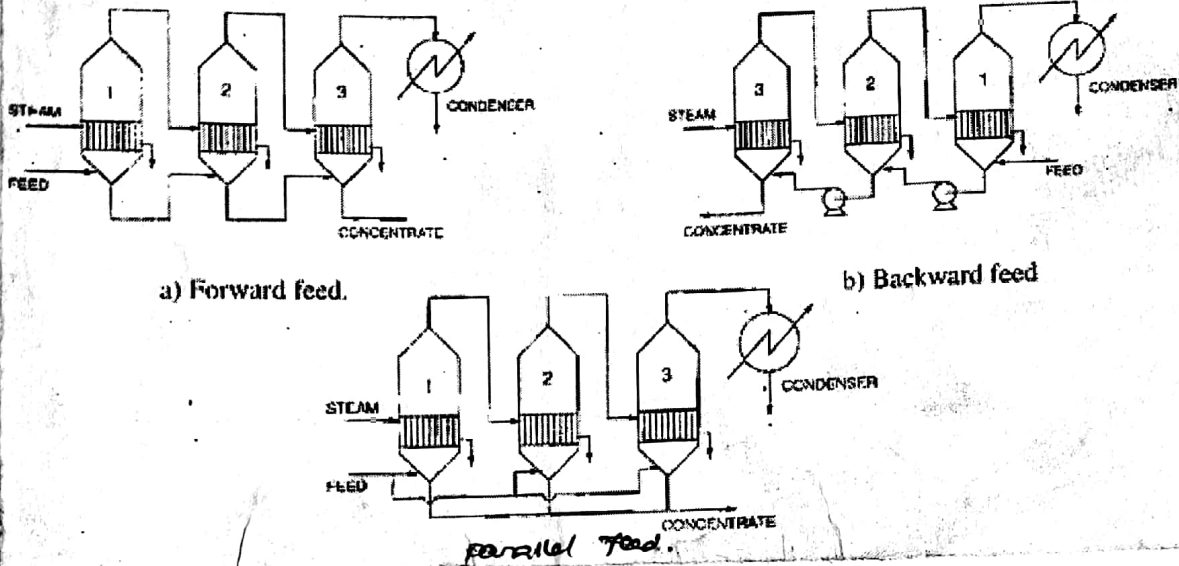 1 2 3
STEAM
CONDENCER
FEED
CONCENTRATE
a) Forward feed.
3 2 1
STEAM
CONDENSER
FEED
CONCENTRATE
b) Backward feed
1 2 3
STEAM
CONDENSER
FEED
CONCENTRATE
parallel feed.